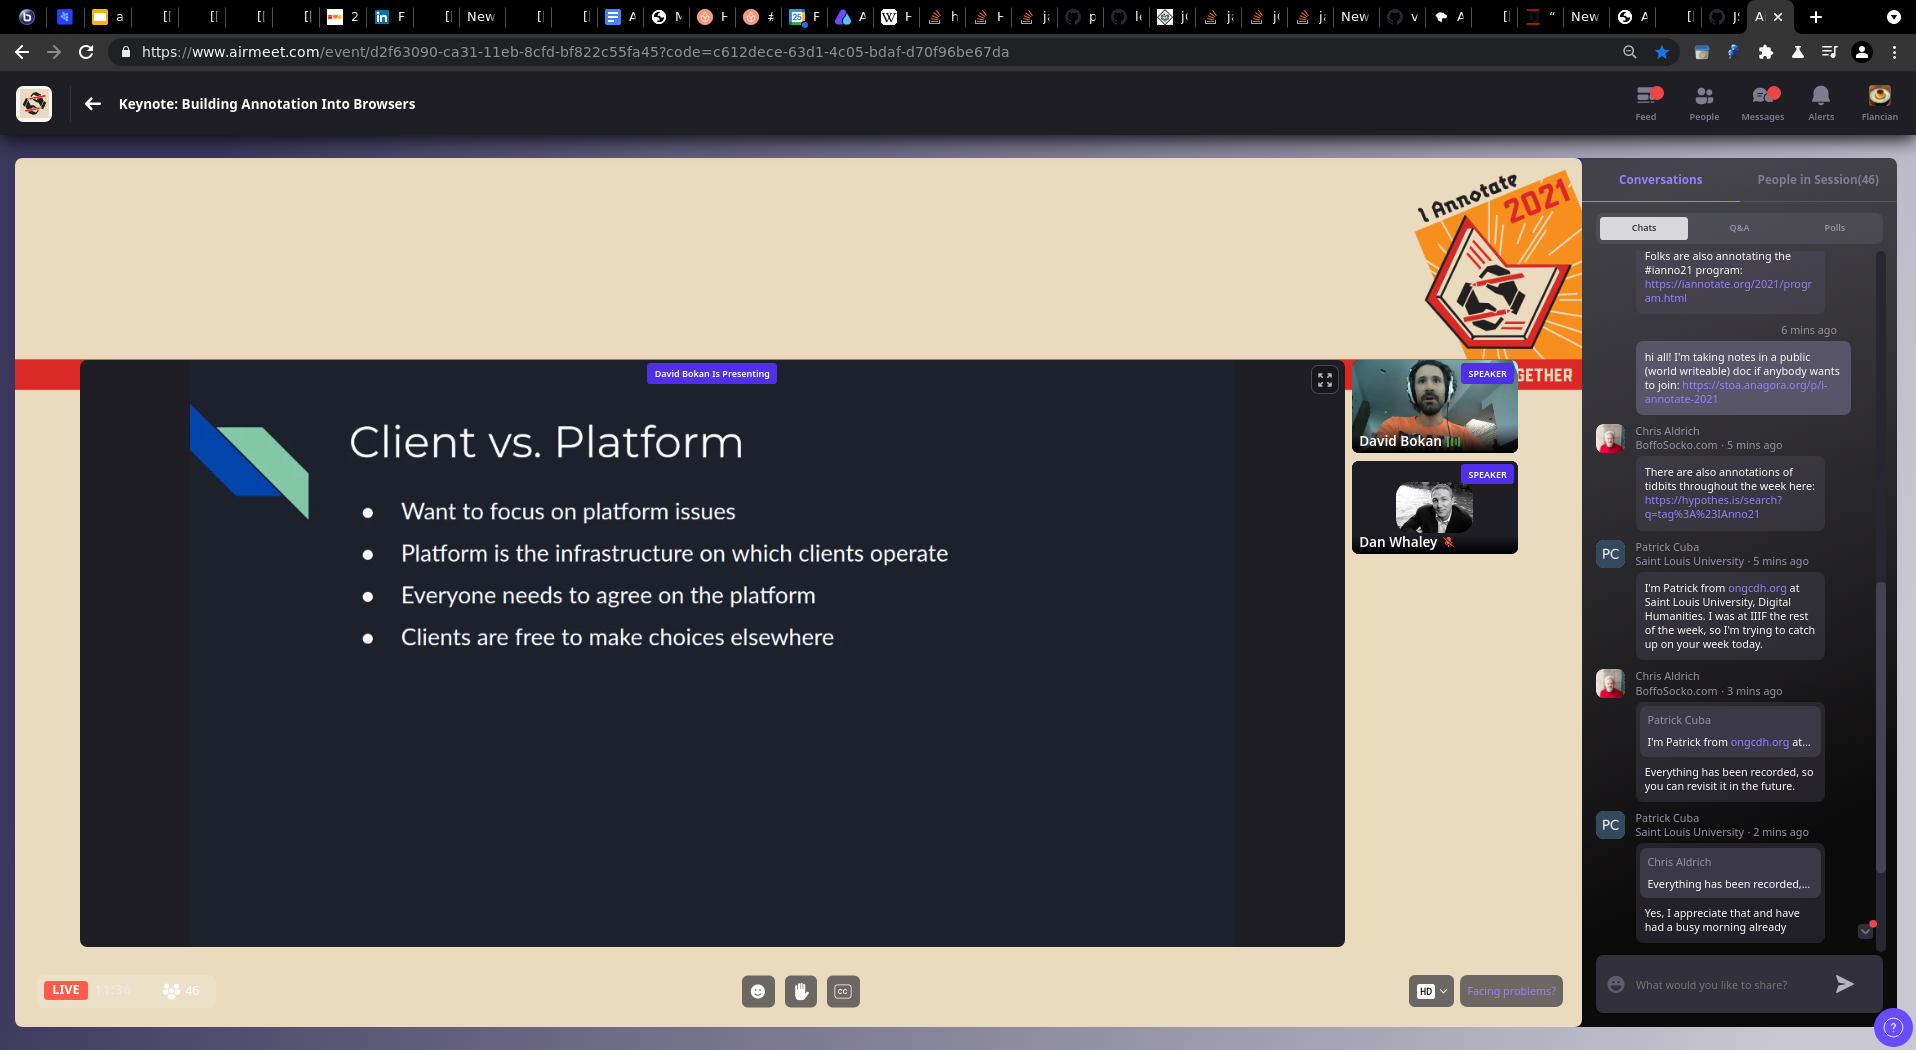 a
2
F
New
New
New
https://www.airmeet.com/event/d2f63090-ca31-11eb-8cfd-bf822c55fa45?code=c612dece-63d1-4c05-bdaf-d70f96be67da
Keynote: Building Annotation Into Browsers
Feed
People
Messages
Alerts
Flancian
I Annotate
2021
GETHER
David Bokan Is Presenting
Client vs. Platform
● Want to focus on platform issues
● Platform is the infrastructure on which clients operate
● Everyone needs to agree on the platform
● Clients are free to make choices elsewhere
SPEAKER
David Bokan
SPEAKER
Dan Whaley
LIVE
11:36
46
CC
HD
Facing problems?
Conversations
People in Session(46)
Chats
Q&A
Polls
Folks are also annotating the
#ianno21 program:
https://iannotate.org/2021/progr
am.html
6 mins ago
hi all! I'm taking notes in a public
(world writeable) doc if anybody wants
to join: https://stoa.anagora.org/p/i-
annotate-2021
Chris Aldrich
BoffoSocko.com · 5 mins ago
There are also annotations of
tidbits throughout the week here:
https://hypothes.is/search?
q=tag%3A%23IAnno21
PC
Patrick Cuba
Saint Louis University · 5 mins ago
I'm Patrick from ongcdh.org at
Saint Louis University, Digital
Humanities. I was at IIIF the rest
of the week, so I'm trying to catch
up on your week today.
Chris Aldrich
BoffoSocko.com · 3 mins ago
Patrick Cuba
I'm Patrick from ongcdh.org at...
Everything has been recorded, so
you can revisit it in the future.
PC
Patrick Cuba
Saint Louis University · 2 mins ago
Chris Aldrich
Everything has been recorded,...
Yes, I appreciate that and have
had a busy morning already
What would you like to share?